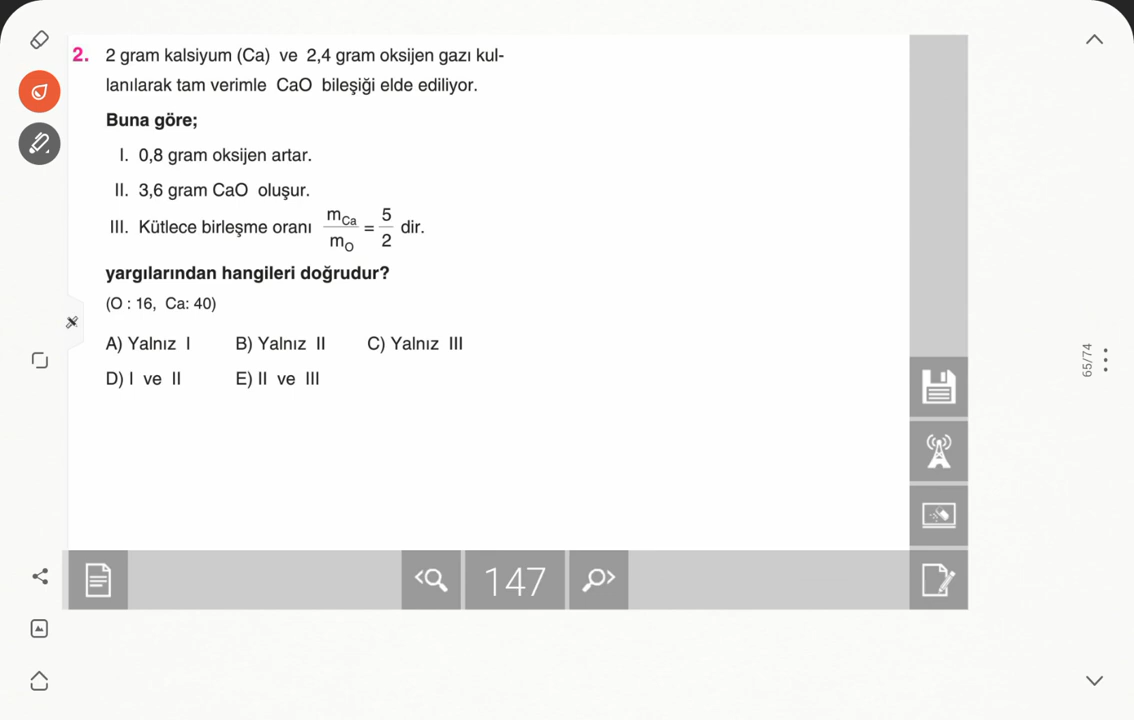 2. 2 gram kalsiyum (Ca) ve 2,4 gram oksijen gazı kul-
lanılarak tam verimle CaO bileşiği elde ediliyor.
Buna göre;
I. 0,8 gram oksijen artar.
II. 3,6 gram CaO oluşur.
III. Kütlece birleşme oranı m_Ca/m_O = 5/2 dir.
yargılarından hangileri doğrudur?
(O : 16, Ca: 40)
A) Yalnız I B) Yalnız II C) Yalnız III
D) I ve II E) II ve III
65/74
147